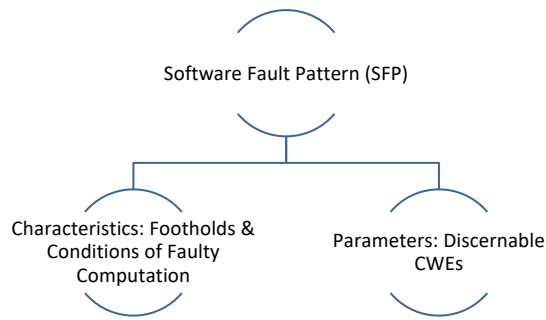 Software Fault Pattern (SFP)
Characteristics: Footholds &
Conditions of Faulty
Computation
Parameters: Discernable
CWEs